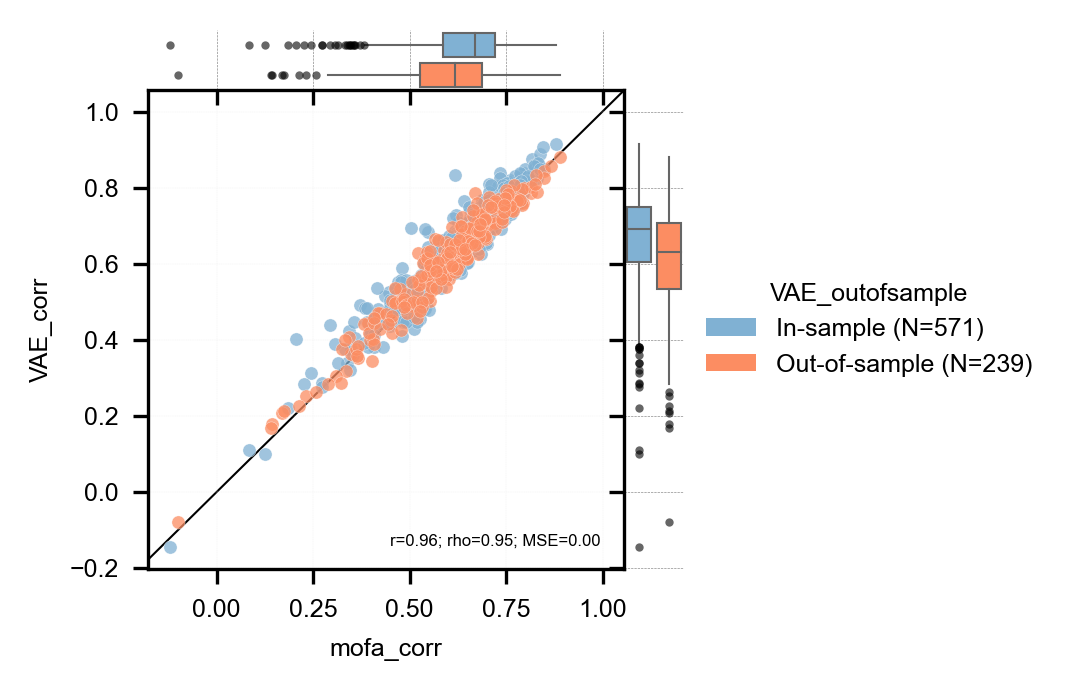 1.0
0.8
0.6
0.4
0.2
0.0
−0.2
VAE_corr
r=0.96; rho=0.95; MSE=0.00
0.00 0.25 0.50 0.75 1.00
mofa_corr
VAE_outofsample
In-sample (N=571)
Out-of-sample (N=239)